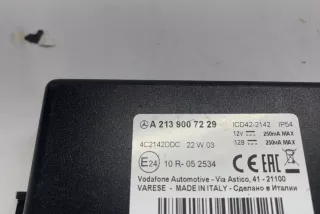 A 213 900 72 29
ICD42-2142 IP54
12V ⎓ 250mA MAX
4C2142DDC 22 W 03
12B ⎓ 250mA MAX
E24 10 R- 05 2534
CE
Vodafone Automotive - Via Astico, 41 - 21100
VARESE - MADE IN ITALY - Сделано в Италии